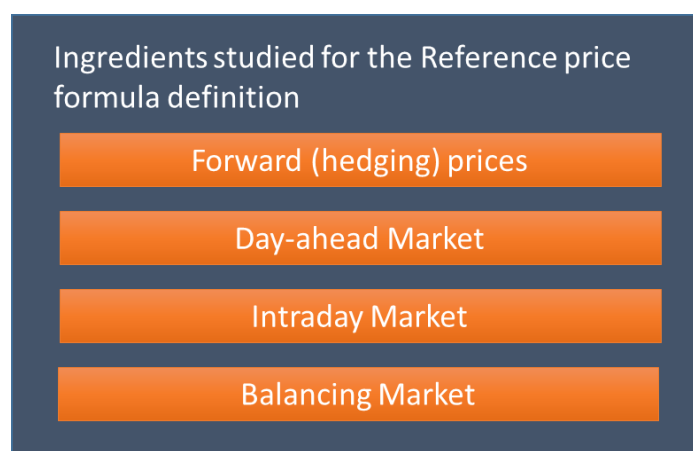 Ingredients studied for the Reference price
formula definition
Forward (hedging) prices
Day-ahead Market
Intraday Market
Balancing Market